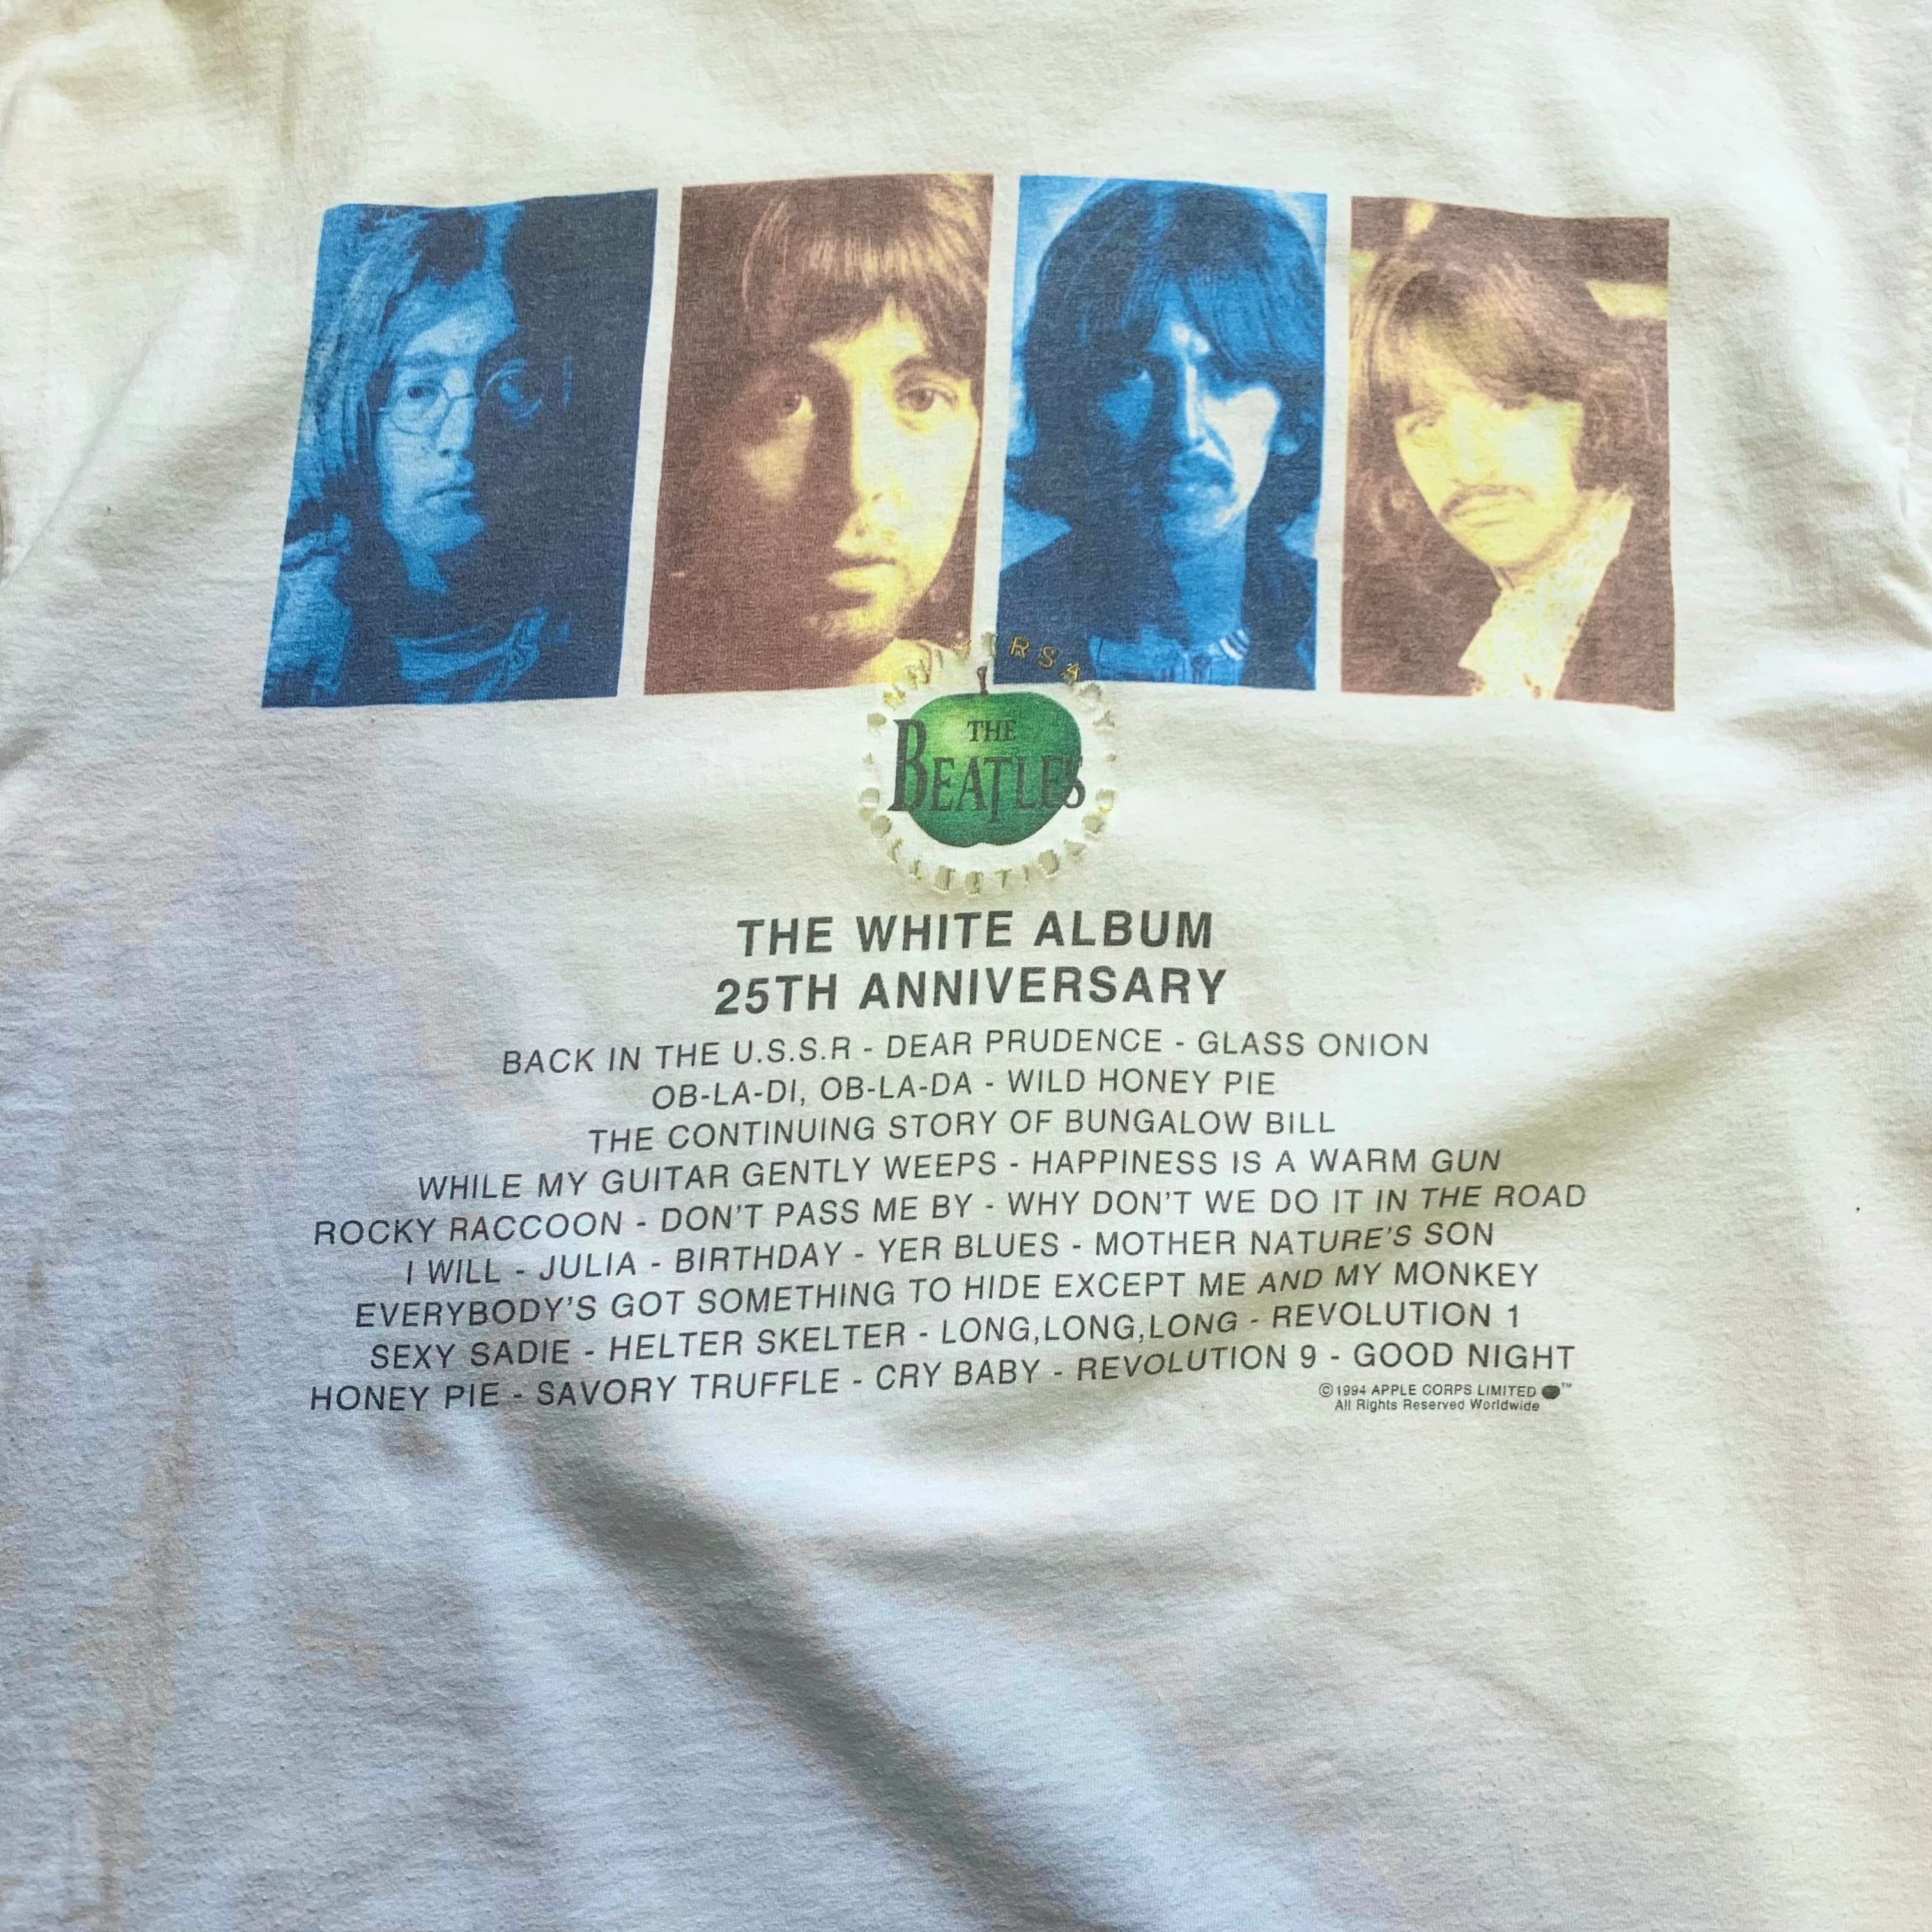 ANNIVERSARY
THE
BEATLES
COLLECTION
THE WHITE ALBUM
25TH ANNIVERSARY
BACK IN THE U.S.S.R - DEAR PRUDENCE - GLASS ONION
OB-LA-DI, OB-LA-DA - WILD HONEY PIE
THE CONTINUING STORY OF BUNGALOW BILL
WHILE MY GUITAR GENTLY WEEPS - HAPPINESS IS A WARM GUN
ROCKY RACCOON - DON'T PASS ME BY - WHY DON'T WE DO IT IN THE ROAD
I WILL - JULIA - BIRTHDAY - YER BLUES - MOTHER NATURE'S SON
EVERYBODY'S GOT SOMETHING TO HIDE EXCEPT ME AND MY MONKEY
SEXY SADIE - HELTER SKELTER - LONG,LONG,LONG - REVOLUTION 1
HONEY PIE - SAVORY TRUFFLE - CRY BABY - REVOLUTION 9 - GOOD NIGHT
©1994 APPLE CORPS LIMITED ™
All Rights Reserved Worldwide